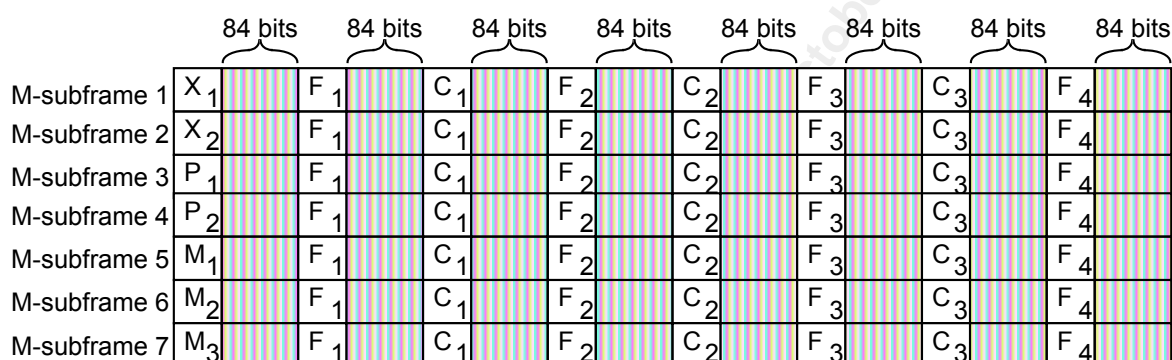 84 bits 84 bits 84 bits 84 bits 84 bits 84 bits 84 bits 84 bits
M-subframe 1 X1 F1 C1 F2 C2 F3 C3 F4
M-subframe 2 X2 F1 C1 F2 C2 F3 C3 F4
M-subframe 3 P1 F1 C1 F2 C2 F3 C3 F4
M-subframe 4 P2 F1 C1 F2 C2 F3 C3 F4
M-subframe 5 M1 F1 C1 F2 C2 F3 C3 F4
M-subframe 6 M2 F1 C1 F2 C2 F3 C3 F4
M-subframe 7 M3 F1 C1 F2 C2 F3 C3 F4